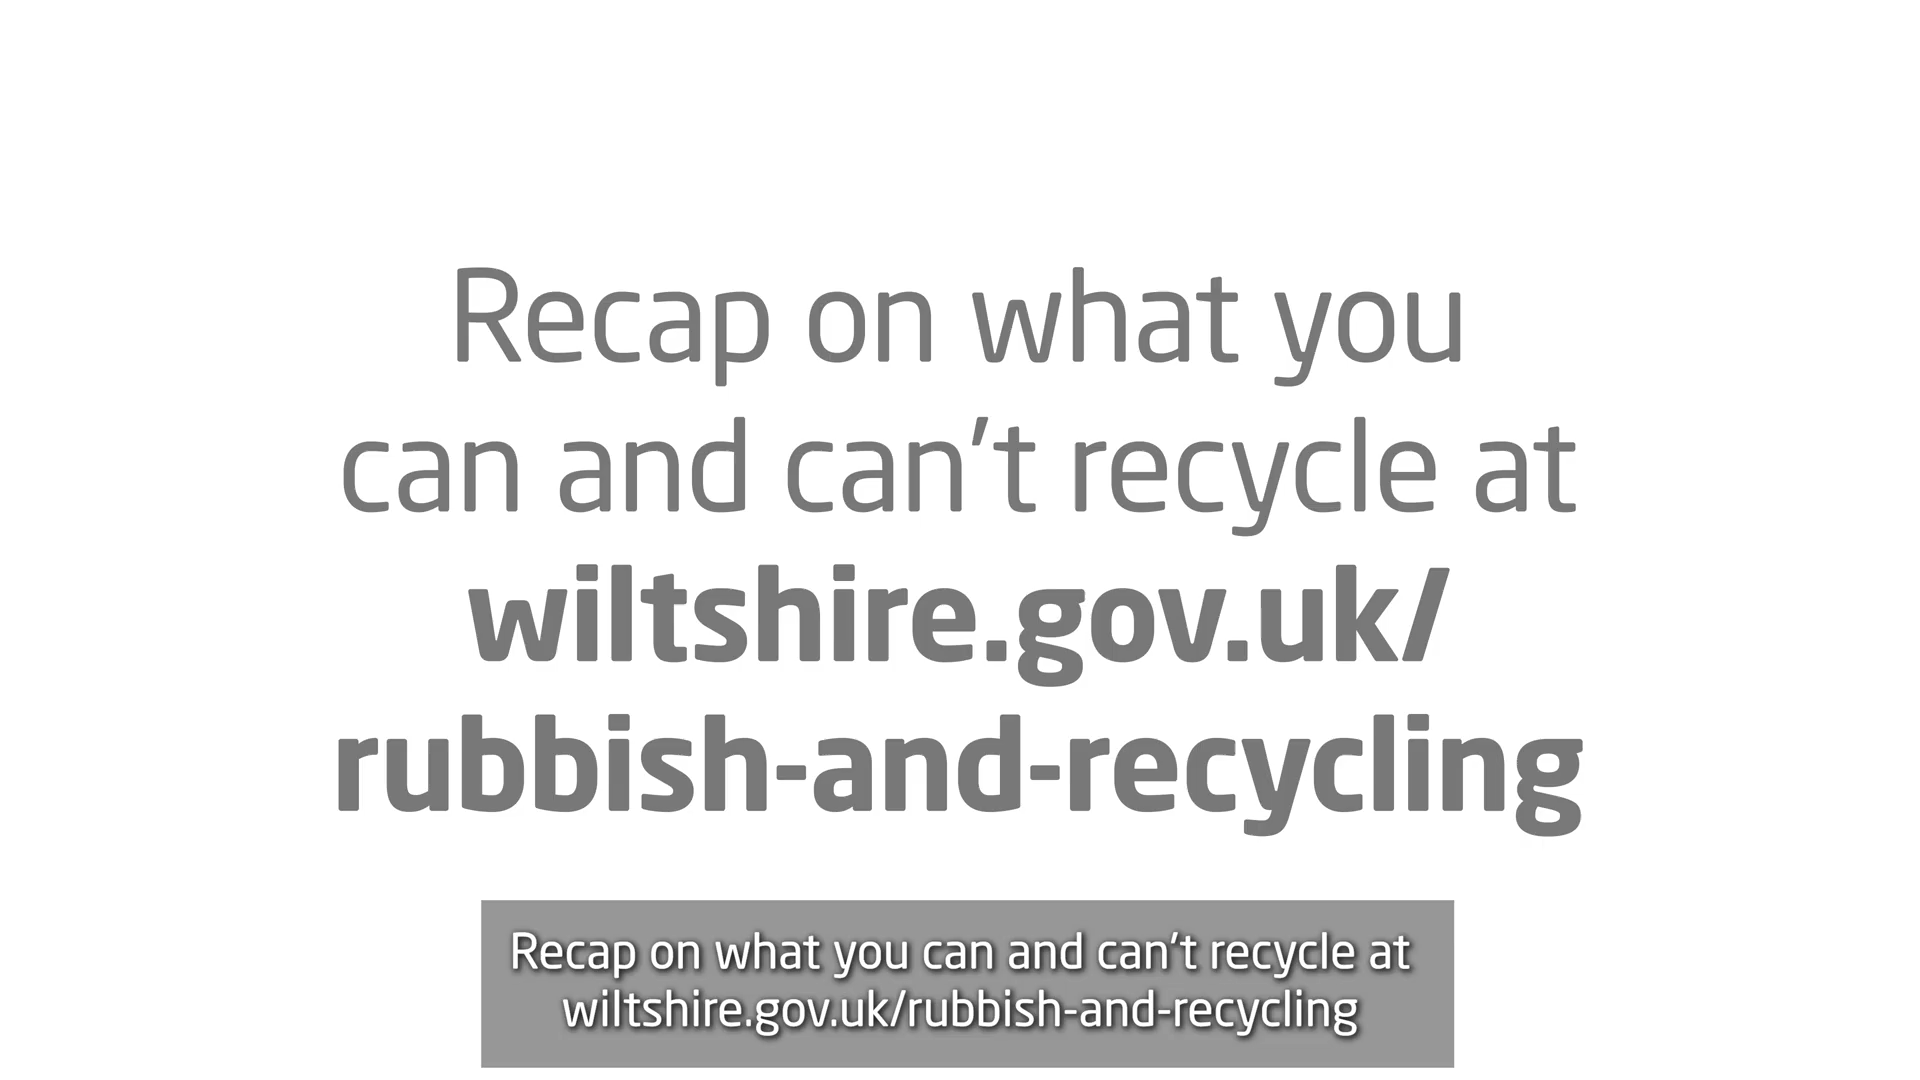 Recap on what you
can and can’t recycle at
wiltshire.gov.uk/
rubbish-and-recycling
Recap on what you can and can’t recycle at
wiltshire.gov.uk/rubbish-and-recycling